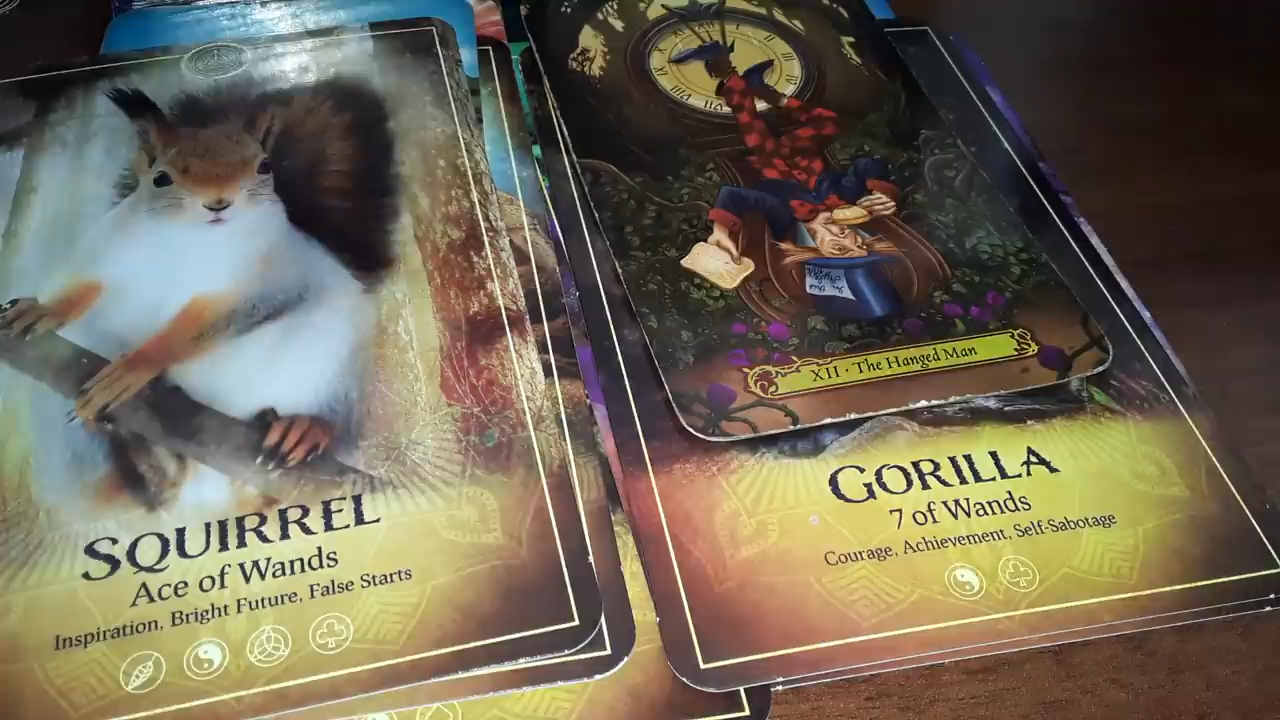 SQUIRREL
Ace of Wands
Inspiration, Bright Future, False Starts
XII · The Hanged Man
GORILLA
7 of Wands
Courage, Achievement, Self-Sabotage